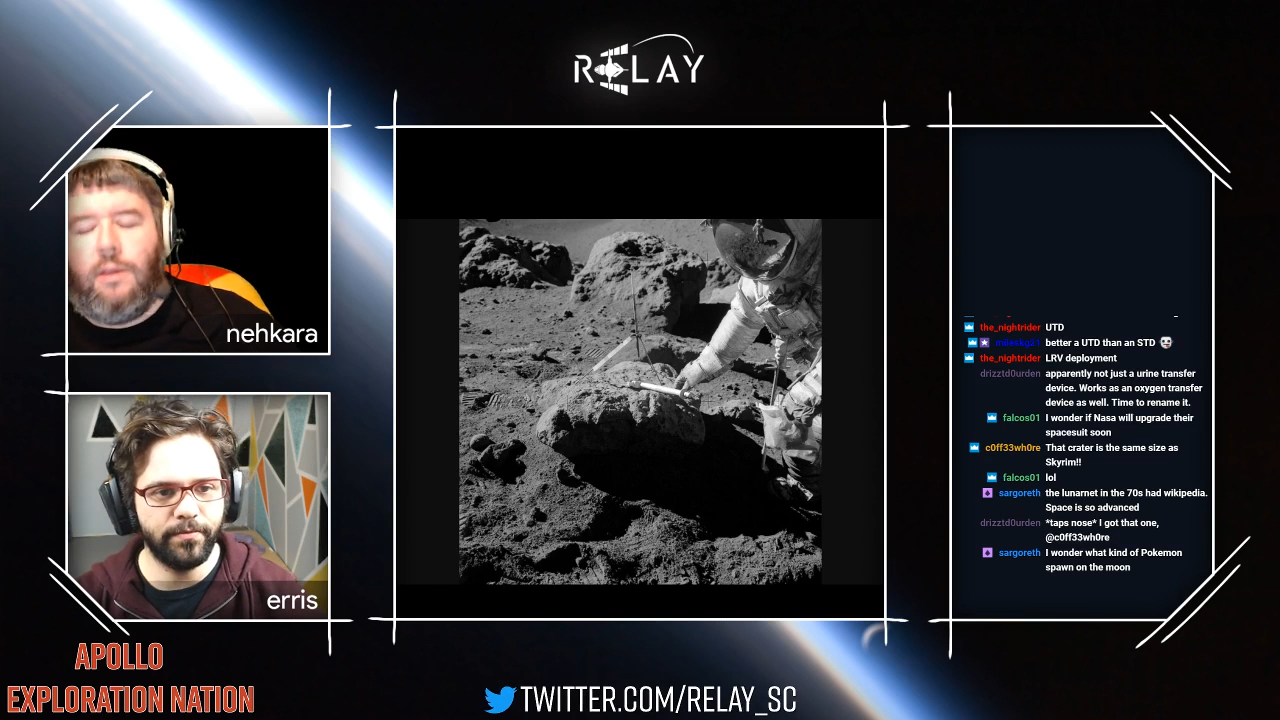 RELAY
nehkara
erris
the_nightrider UTD
better a UTD than an STD
the_nightrider LRV deployment
drizztd0urden apparently not just a urine transfer
device. Works as an oxygen transfer
device as well. Time to rename it.
falcos01 I wonder if Nasa will upgrade their
spacesuit soon
c0ff33wh0re That crater is the same size as
Skyrim!!
falcos01 lol
sargoreth the lunarnet in the 70s had wikipedia.
Space is so advanced
drizztd0urden *taps nose* I got that one,
@c0ff33wh0re
sargoreth I wonder what kind of Pokemon
spawn on the moon
APOLLO
EXPLORATION NATION
TWITTER.COM/RELAY_SC